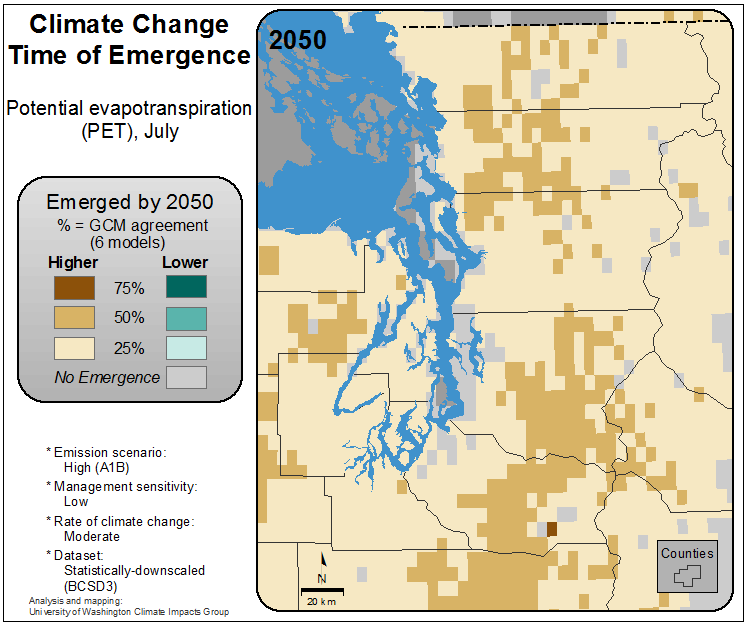 Climate Change
Time of Emergence
Potential evapotranspiration
(PET), July
Emerged by 2050
% = GCM agreement
(6 models)
Higher Lower
75%
50%
25%
No Emergence
* Emission scenario:
High (A1B)
* Management sensitivity:
Low
* Rate of climate change:
Moderate
* Dataset:
Statistically-downscaled
(BCSD3)
Analysis and mapping:
University of Washington Climate Impacts Group
2050
N
20 km
Counties